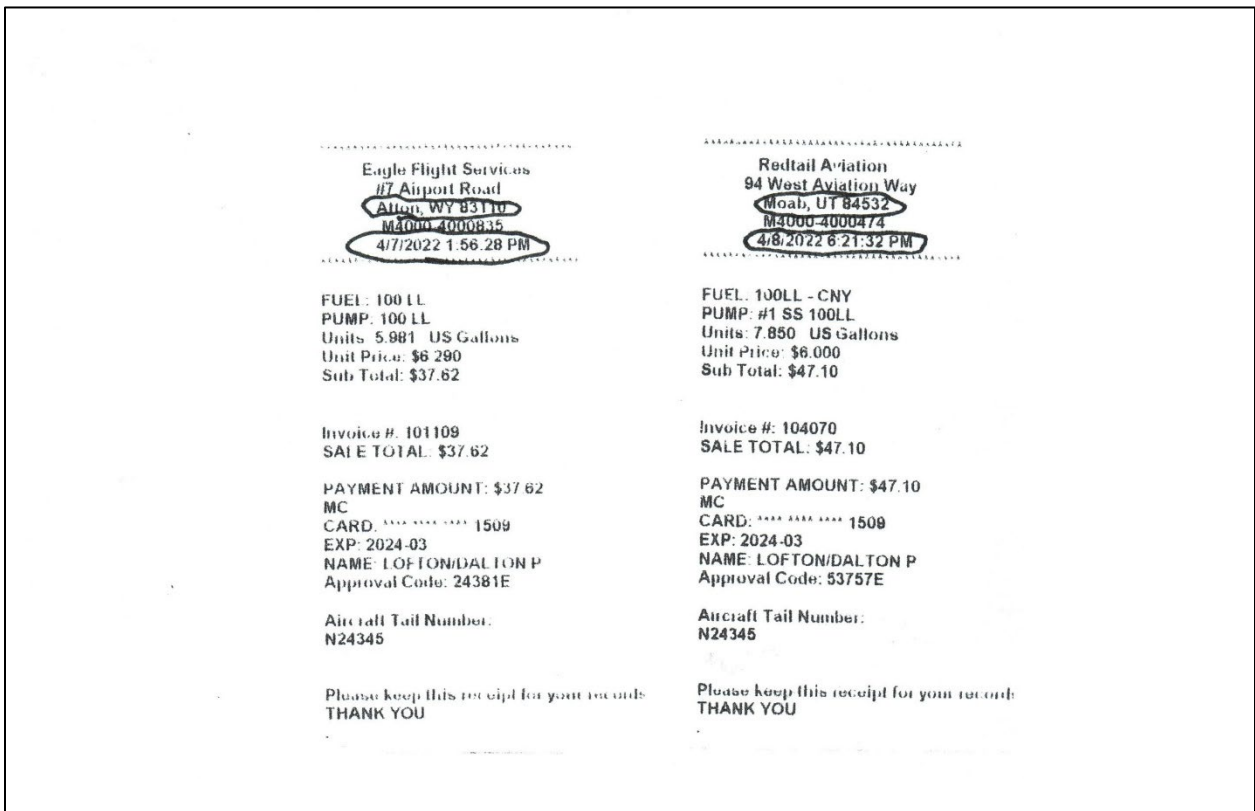 Eagle Flight Services
#7 Airport Road
Afton, WY 83110
M4000-4000835
4/7/2022 1:56:28 PM
FUEL: 100 LL
PUMP: 100 LL
Units: 5.981 US Gallons
Unit Price: $6.290
Sub Total: $37.62
Invoice #: 101109
SALE TOTAL: $37.62
PAYMENT AMOUNT: $37.62
MC
CARD: **** **** **** 1509
EXP: 2024-03
NAME: LOFTON/DALTON P
Approval Code: 24381E
Aircraft Tail Number:
N24345
Please keep this receipt for your records
THANK YOU
Redtail Aviation
94 West Aviation Way
Moab, UT 84532
M4000-4000474
4/8/2022 6:21:32 PM
FUEL: 100LL - CNY
PUMP: #1 SS 100LL
Units: 7.850 US Gallons
Unit Price: $6.000
Sub Total: $47.10
Invoice #: 104070
SALE TOTAL: $47.10
PAYMENT AMOUNT: $47.10
MC
CARD: **** **** **** 1509
EXP: 2024-03
NAME: LOFTON/DALTON P
Approval Code: 53757E
Aircraft Tail Number:
N24345
Please keep this receipt for your records
THANK YOU